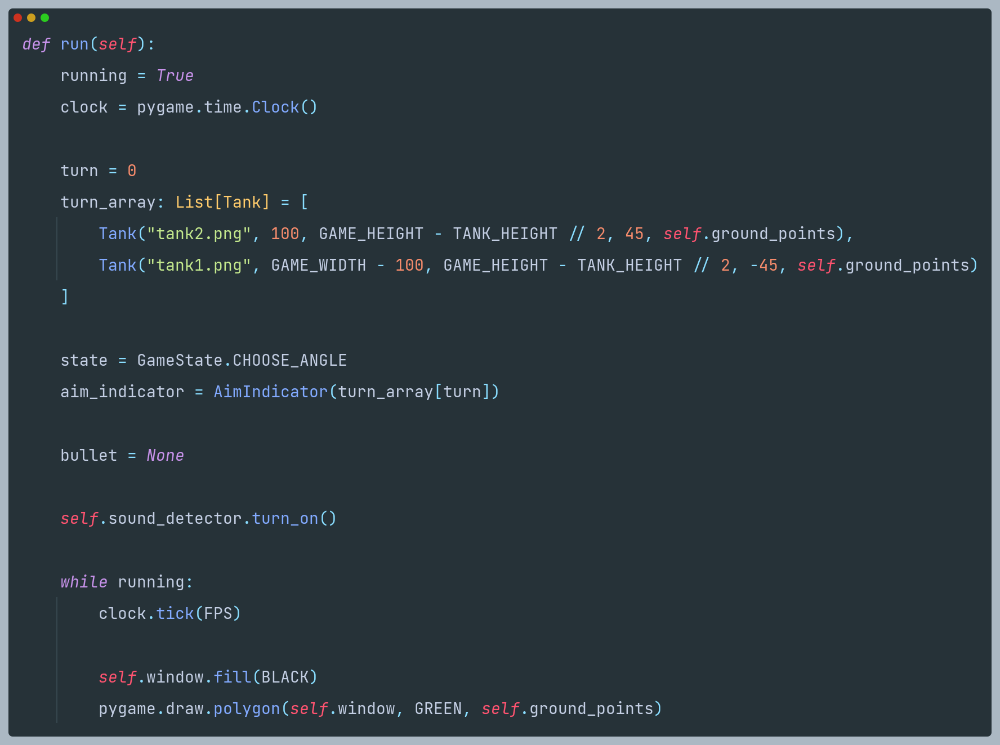 def run(self):
    running = True
    clock = pygame.time.Clock()

    turn = 0
    turn_array: List[Tank] = [
        Tank("tank2.png", 100, GAME_HEIGHT - TANK_HEIGHT // 2, 45, self.ground_points),
        Tank("tank1.png", GAME_WIDTH - 100, GAME_HEIGHT - TANK_HEIGHT // 2, -45, self.ground_points)
    ]

    state = GameState.CHOOSE_ANGLE
    aim_indicator = AimIndicator(turn_array[turn])

    bullet = None

    self.sound_detector.turn_on()

    while running:
        clock.tick(FPS)

        self.window.fill(BLACK)
        pygame.draw.polygon(self.window, GREEN, self.ground_points)